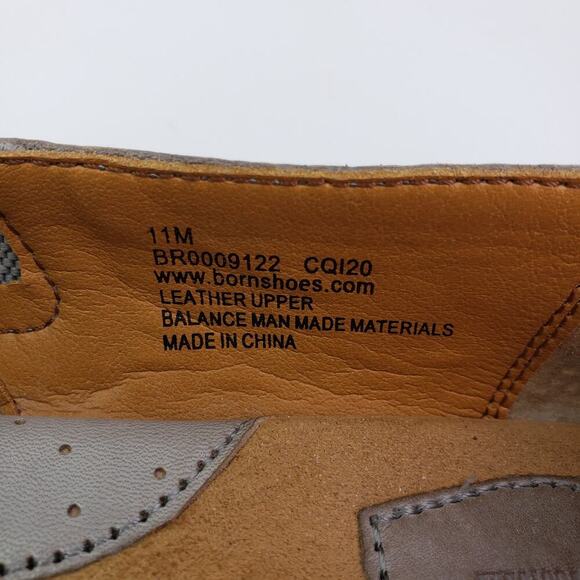 11M
BR0009122 CQI20
www.bornshoes.com
LEATHER UPPER
BALANCE MAN MADE MATERIALS
MADE IN CHINA